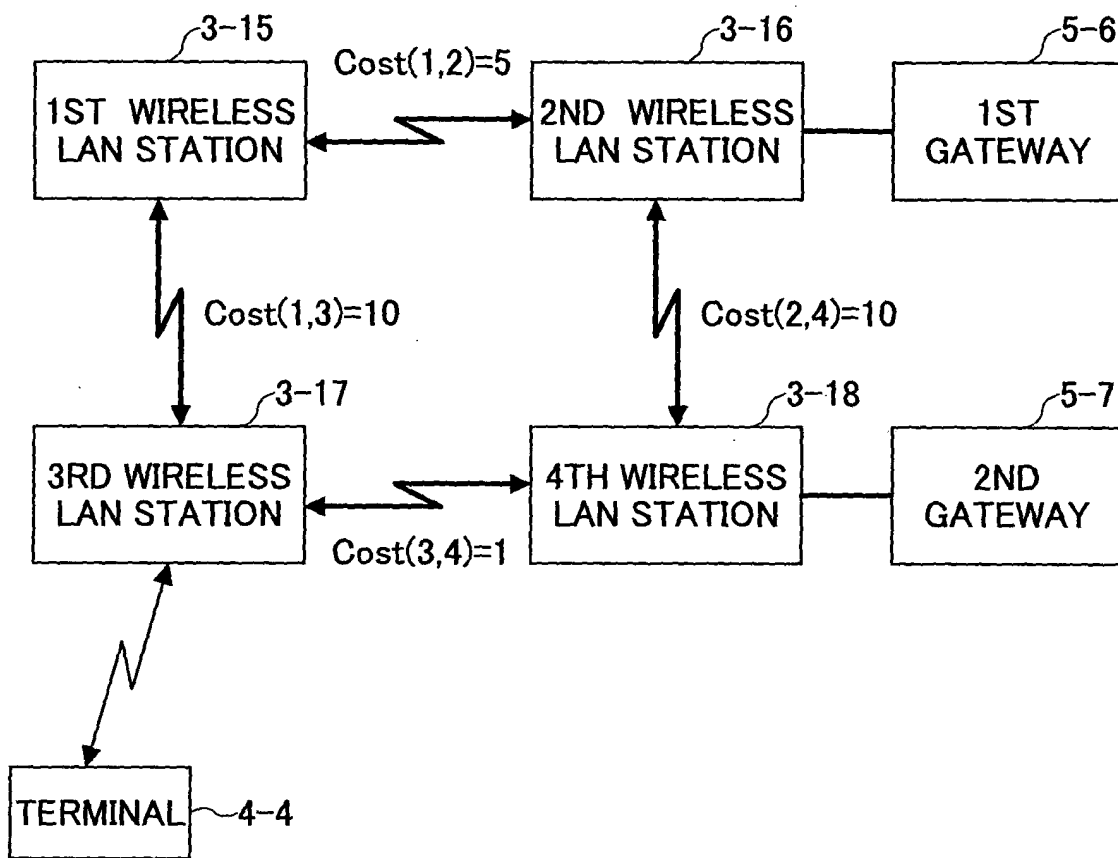 3-15
3-16
5-6
Cost(1,2)=5
1ST WIRELESS
LAN STATION
2ND WIRELESS
LAN STATION
1ST
GATEWAY
Cost(1,3)=10
Cost(2,4)=10
3-17
3-18
5-7
3RD WIRELESS
LAN STATION
4TH WIRELESS
LAN STATION
2ND
GATEWAY
Cost(3,4)=1
TERMINAL
4-4